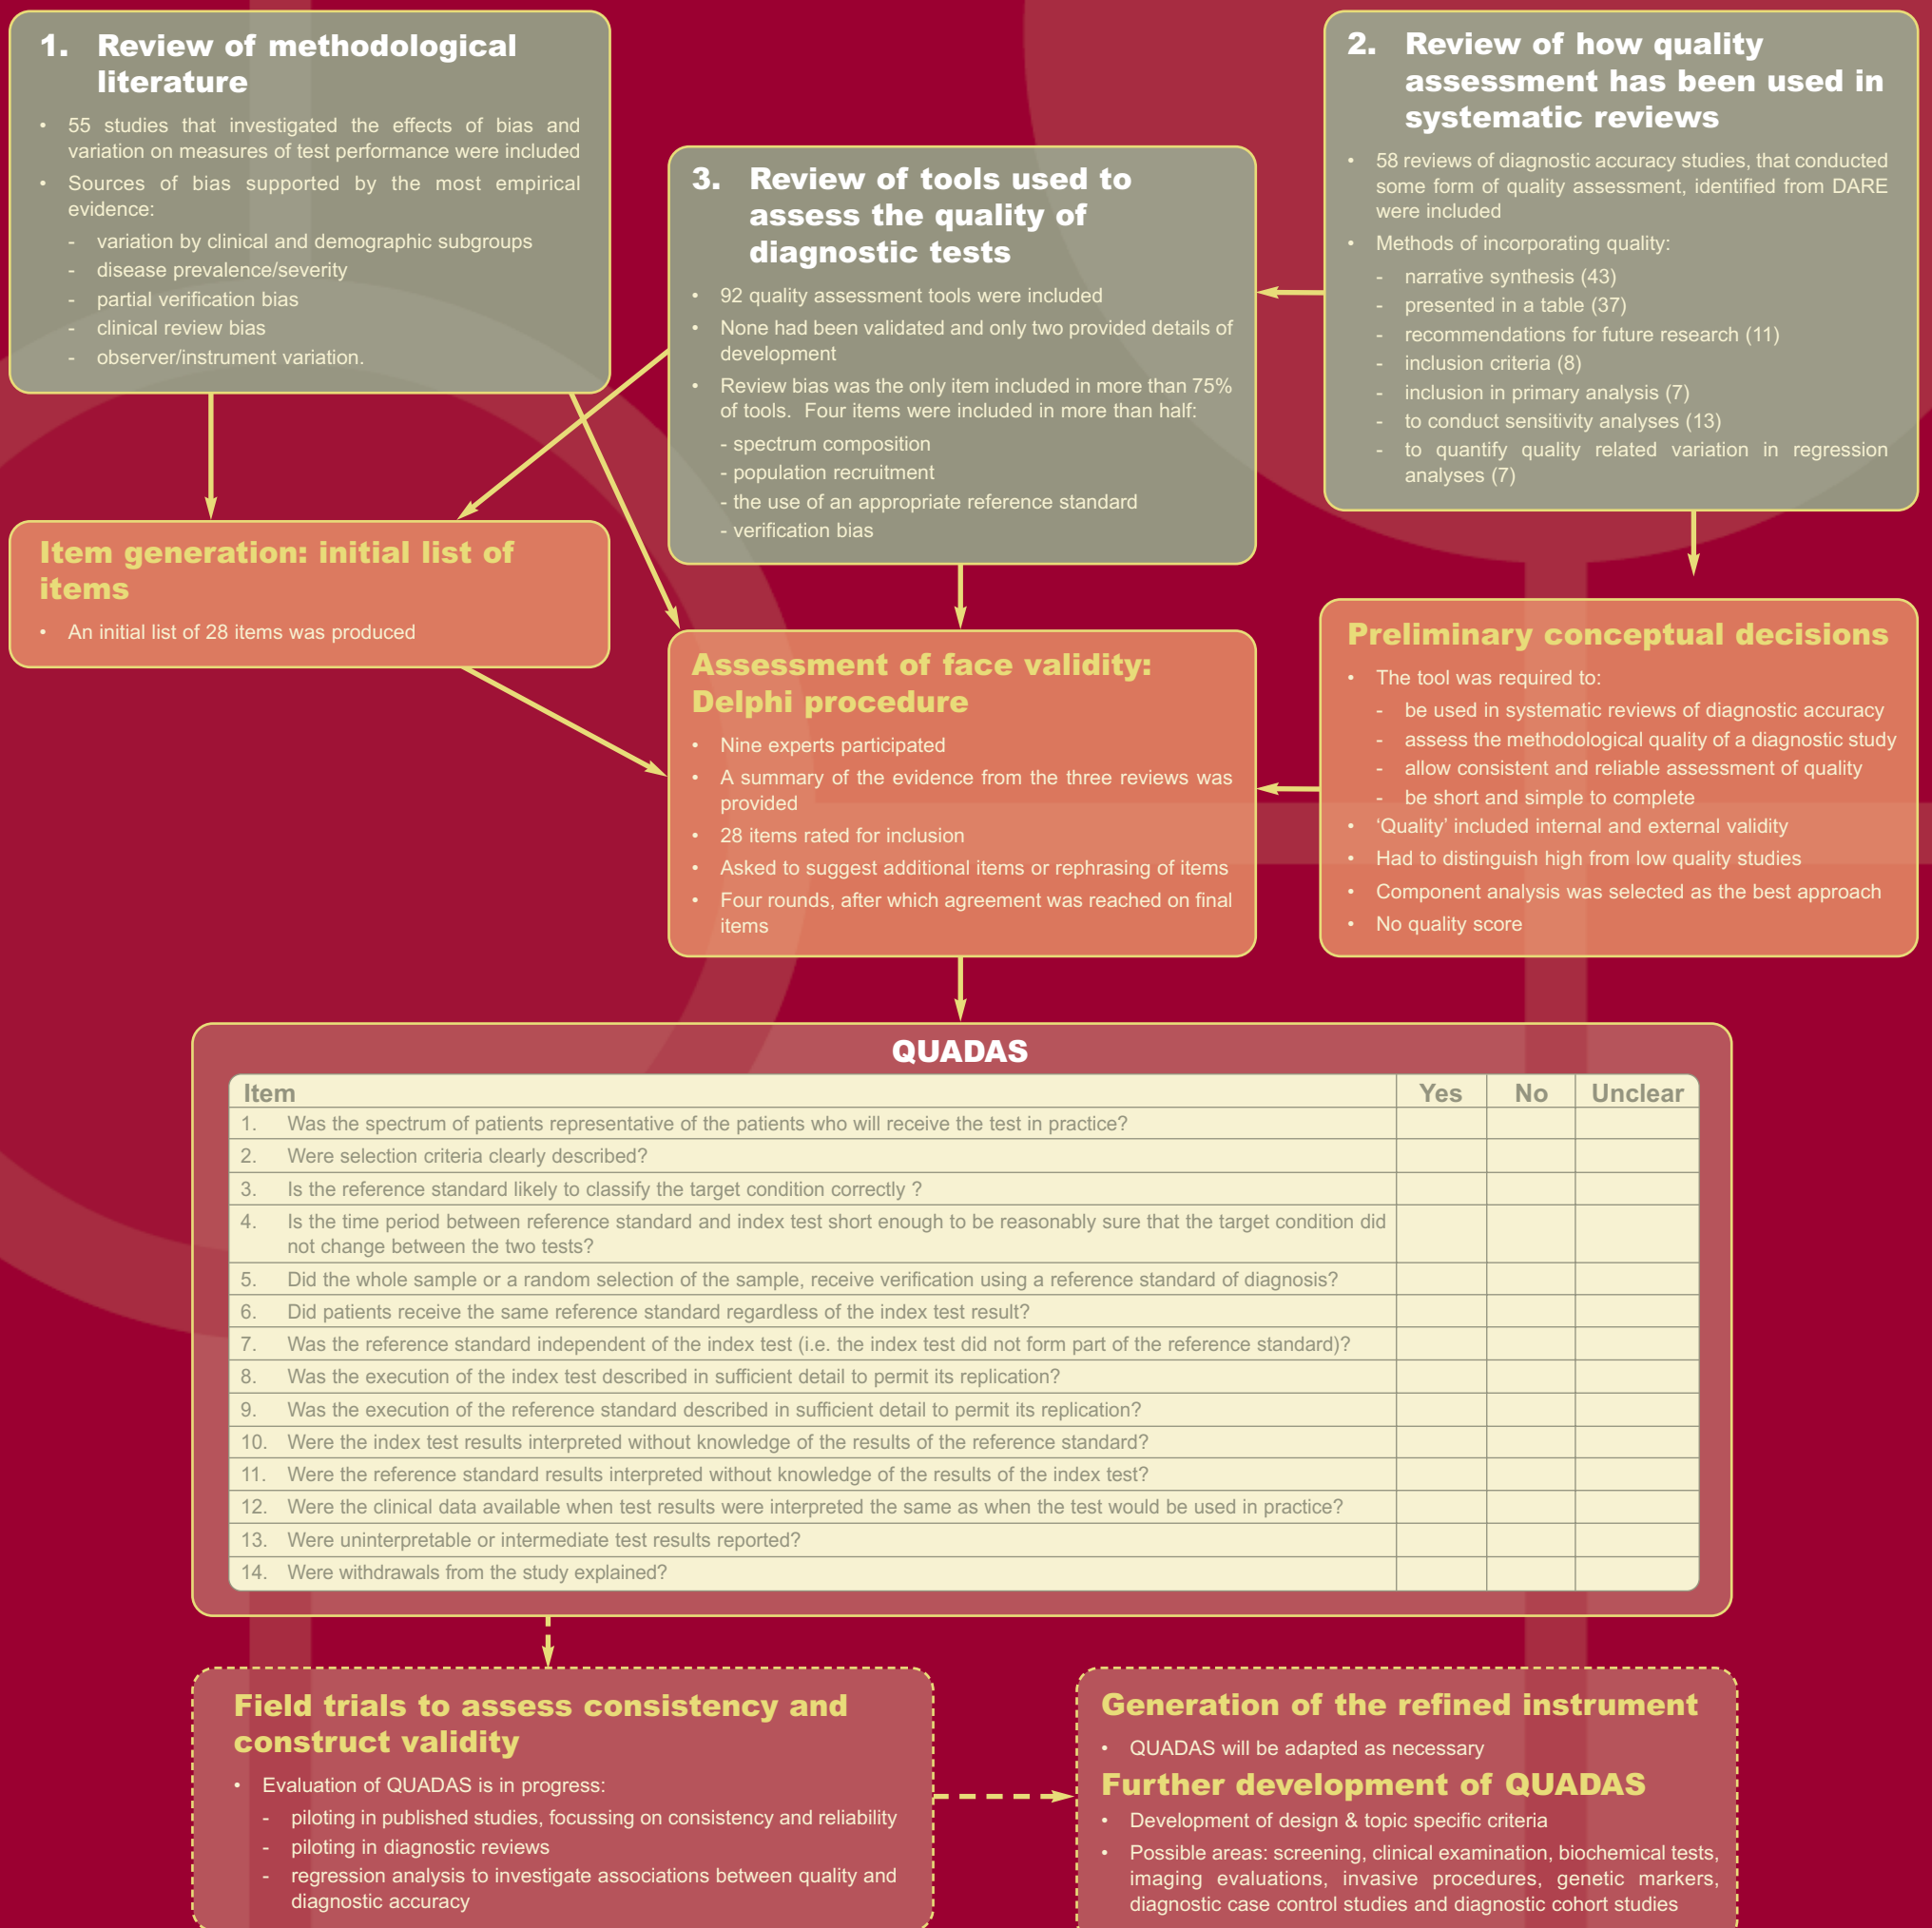 1. Review of methodological
literature
• 55 studies that investigated the effects of bias and
variation on measures of test performance were included
• Sources of bias supported by the most empirical
evidence:
- variation by clinical and demographic subgroups
- disease prevalence/severity
- partial verification bias
- clinical review bias
- observer/instrument variation.
2. Review of how quality
assessment has been used in
systematic reviews
• 58 reviews of diagnostic accuracy studies, that conducted
some form of quality assessment, identified from DARE
were included
• Methods of incorporating quality:
- narrative synthesis (43)
- presented in a table (37)
- recommendations for future research (11)
- inclusion criteria (8)
- inclusion in primary analysis (7)
- to conduct sensitivity analyses (13)
- to quantify quality related variation in regression
analyses (7)
3. Review of tools used to
assess the quality of
diagnostic tests
• 92 quality assessment tools were included
• None had been validated and only two provided details of
development
• Review bias was the only item included in more than 75%
of tools. Four items were included in more than half:
- spectrum composition
- population recruitment
- the use of an appropriate reference standard
- verification bias
Item generation: initial list of
items
• An initial list of 28 items was produced
Assessment of face validity:
Delphi procedure
• Nine experts participated
• A summary of the evidence from the three reviews was
provided
• 28 items rated for inclusion
• Asked to suggest additional items or rephrasing of items
• Four rounds, after which agreement was reached on final
items
Preliminary conceptual decisions
• The tool was required to:
- be used in systematic reviews of diagnostic accuracy
- assess the methodological quality of a diagnostic study
- allow consistent and reliable assessment of quality
- be short and simple to complete
• ‘Quality’ included internal and external validity
• Had to distinguish high from low quality studies
• Component analysis was selected as the best approach
• No quality score
QUADAS
Item Yes No Unclear
1. Was the spectrum of patients representative of the patients who will receive the test in practice?
2. Were selection criteria clearly described?
3. Is the reference standard likely to classify the target condition correctly ?
4. Is the time period between reference standard and index test short enough to be reasonably sure that the target condition did
not change between the two tests?
5. Did the whole sample or a random selection of the sample, receive verification using a reference standard of diagnosis?
6. Did patients receive the same reference standard regardless of the index test result?
7. Was the reference standard independent of the index test (i.e. the index test did not form part of the reference standard)?
8. Was the execution of the index test described in sufficient detail to permit its replication?
9. Was the execution of the reference standard described in sufficient detail to permit its replication?
10. Were the index test results interpreted without knowledge of the results of the reference standard?
11. Were the reference standard results interpreted without knowledge of the results of the index test?
12. Were the clinical data available when test results were interpreted the same as when the test would be used in practice?
13. Were uninterpretable or intermediate test results reported?
14. Were withdrawals from the study explained?
Field trials to assess consistency and
construct validity
• Evaluation of QUADAS is in progress:
- piloting in published studies, focussing on consistency and reliability
- piloting in diagnostic reviews
- regression analysis to investigate associations between quality and
diagnostic accuracy
Generation of the refined instrument
• QUADAS will be adapted as necessary
Further development of QUADAS
• Development of design & topic specific criteria
• Possible areas: screening, clinical examination, biochemical tests,
imaging evaluations, invasive procedures, genetic markers,
diagnostic case control studies and diagnostic cohort studies